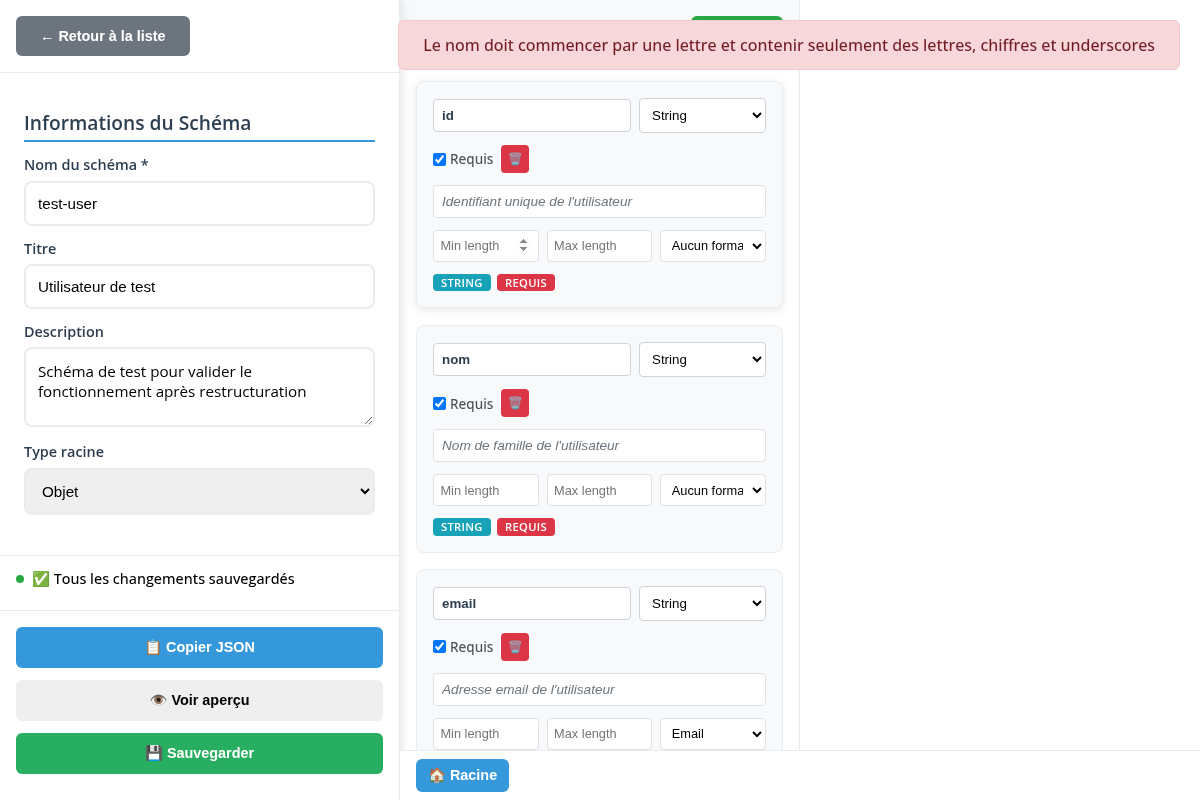 ← Retour à la liste
Le nom doit commencer par une lettre et contenir seulement des lettres, chiffres et underscores
Informations du Schéma
Nom du schéma *
test-user
Titre
Utilisateur de test
Description
Schéma de test pour valider le
fonctionnement après restructuration
Type racine
Objet
✅ Tous les changements sauvegardés
📋 Copier JSON
👁️ Voir aperçu
💾 Sauvegarder
id String
Requis
Identifiant unique de l'utilisateur
Min length Max length Aucun forma
STRING REQUIS
nom String
Requis
Nom de famille de l'utilisateur
Min length Max length Aucun forma
STRING REQUIS
email String
Requis
Adresse email de l'utilisateur
Min length Max length Email
🏠 Racine